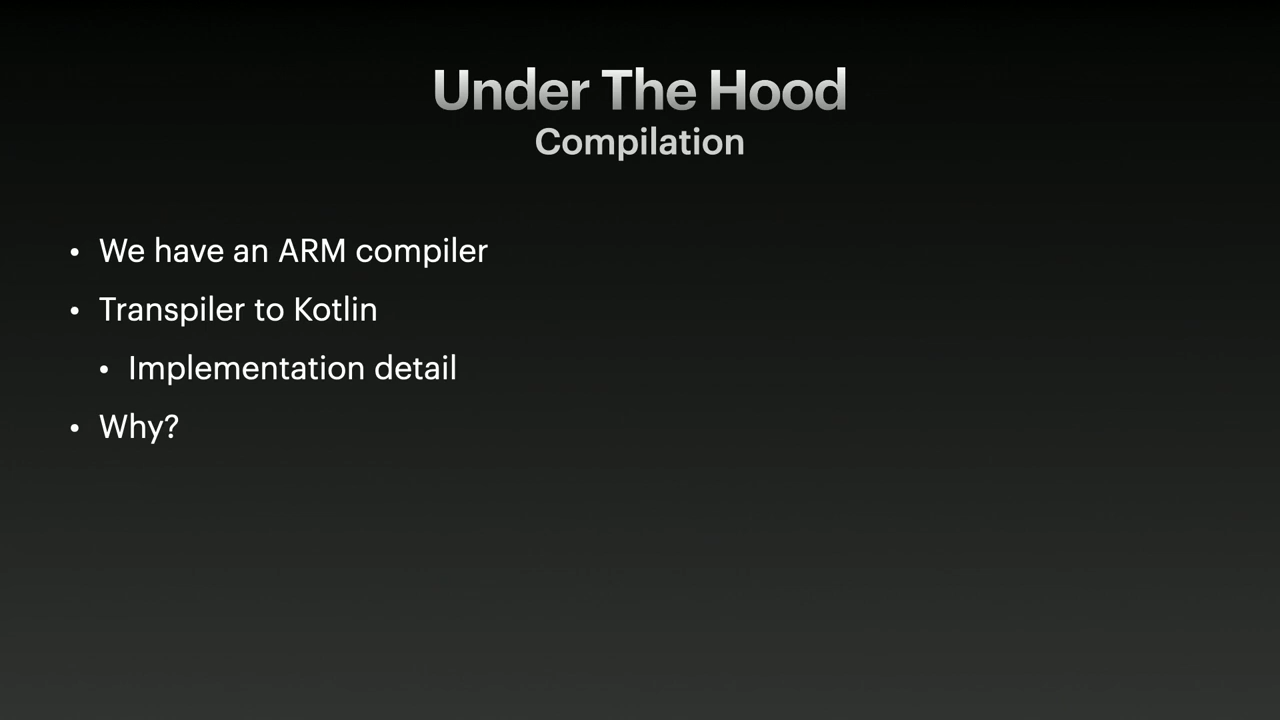 Under The Hood
Compilation
• We have an ARM compiler
• Transpiler to Kotlin
• Implementation detail
• Why?